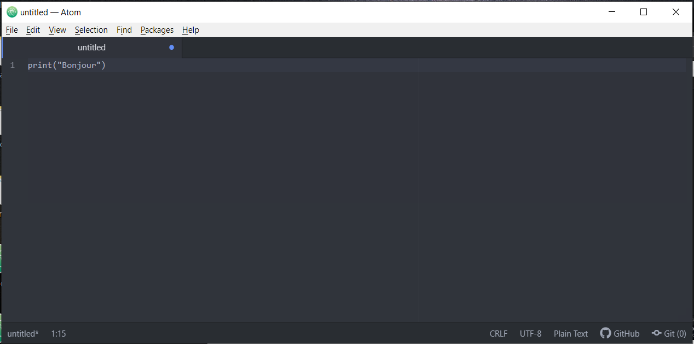 untitled — Atom
File Edit View Selection Find Packages Help
untitled
1 print("Bonjour")
untitled* 1:15 CRLF UTF-8 Plain Text GitHub Git (0)